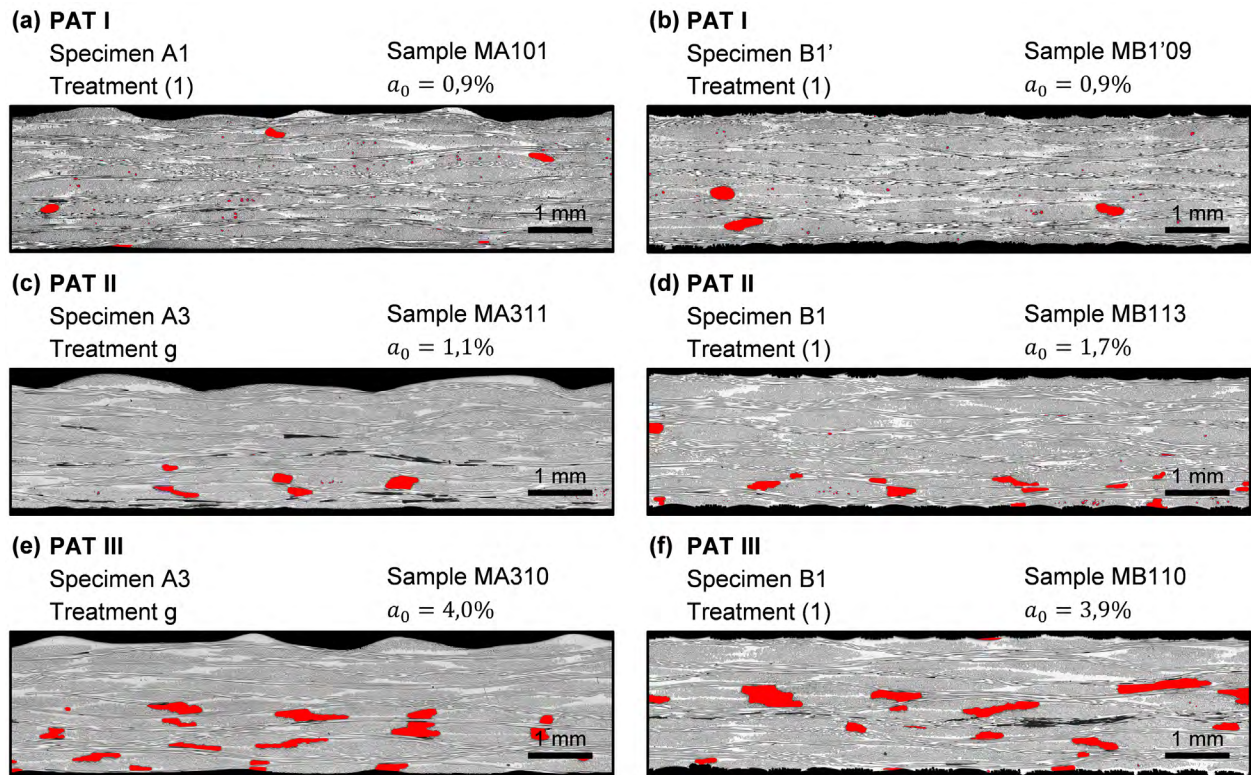 (a) PAT I
Specimen A1 Sample MA101
Treatment (1) a₀ = 0,9%
1 mm
(b) PAT I
Specimen B1' Sample MB1'09
Treatment (1) a₀ = 0,9%
1 mm
(c) PAT II
Specimen A3 Sample MA311
Treatment g a₀ = 1,1%
1 mm
(d) PAT II
Specimen B1 Sample MB113
Treatment (1) a₀ = 1,7%
1 mm
(e) PAT III
Specimen A3 Sample MA310
Treatment g a₀ = 4,0%
1 mm
(f) PAT III
Specimen B1 Sample MB110
Treatment (1) a₀ = 3,9%
1 mm